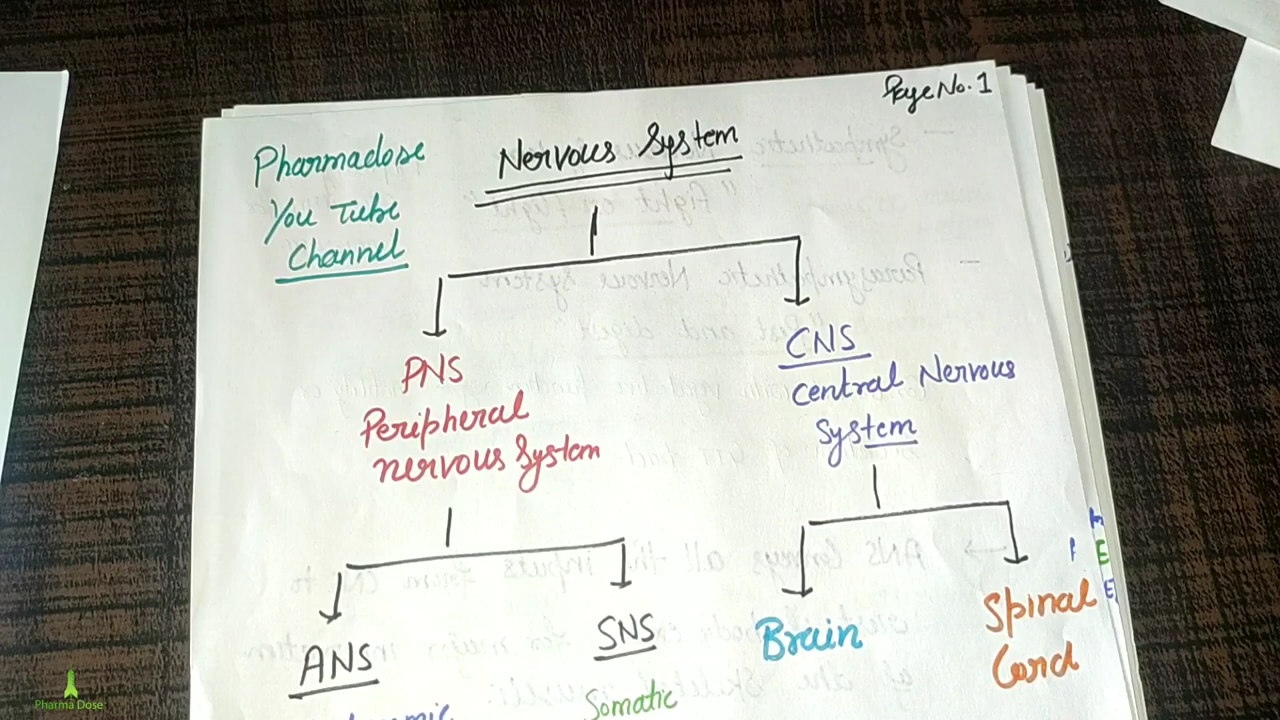 Page No. 1
Pharmadose
You Tube
Channel
Nervous System
PNS
Peripheral
nervous System
CNS
Central Nervous
System
ANS
SNS
Somatic
Brain
Spinal
Cord
Pharma Dose